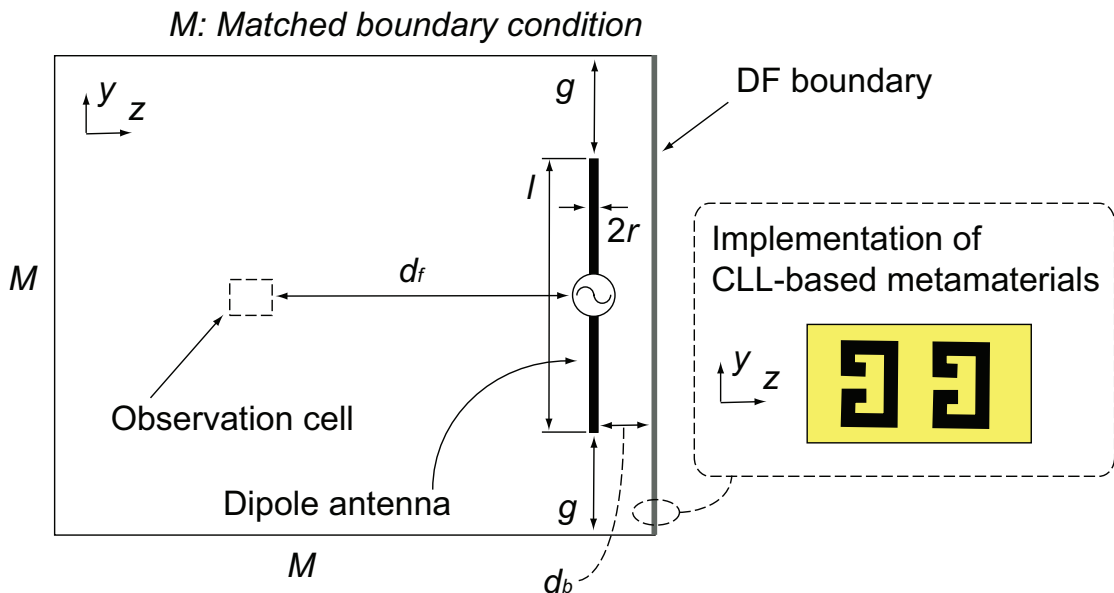 M: Matched boundary condition
y
z
g
DF boundary
l
2r
Implementation of
CLL-based metamaterials
M
df
y
z
Observation cell
Dipole antenna
g
M
db